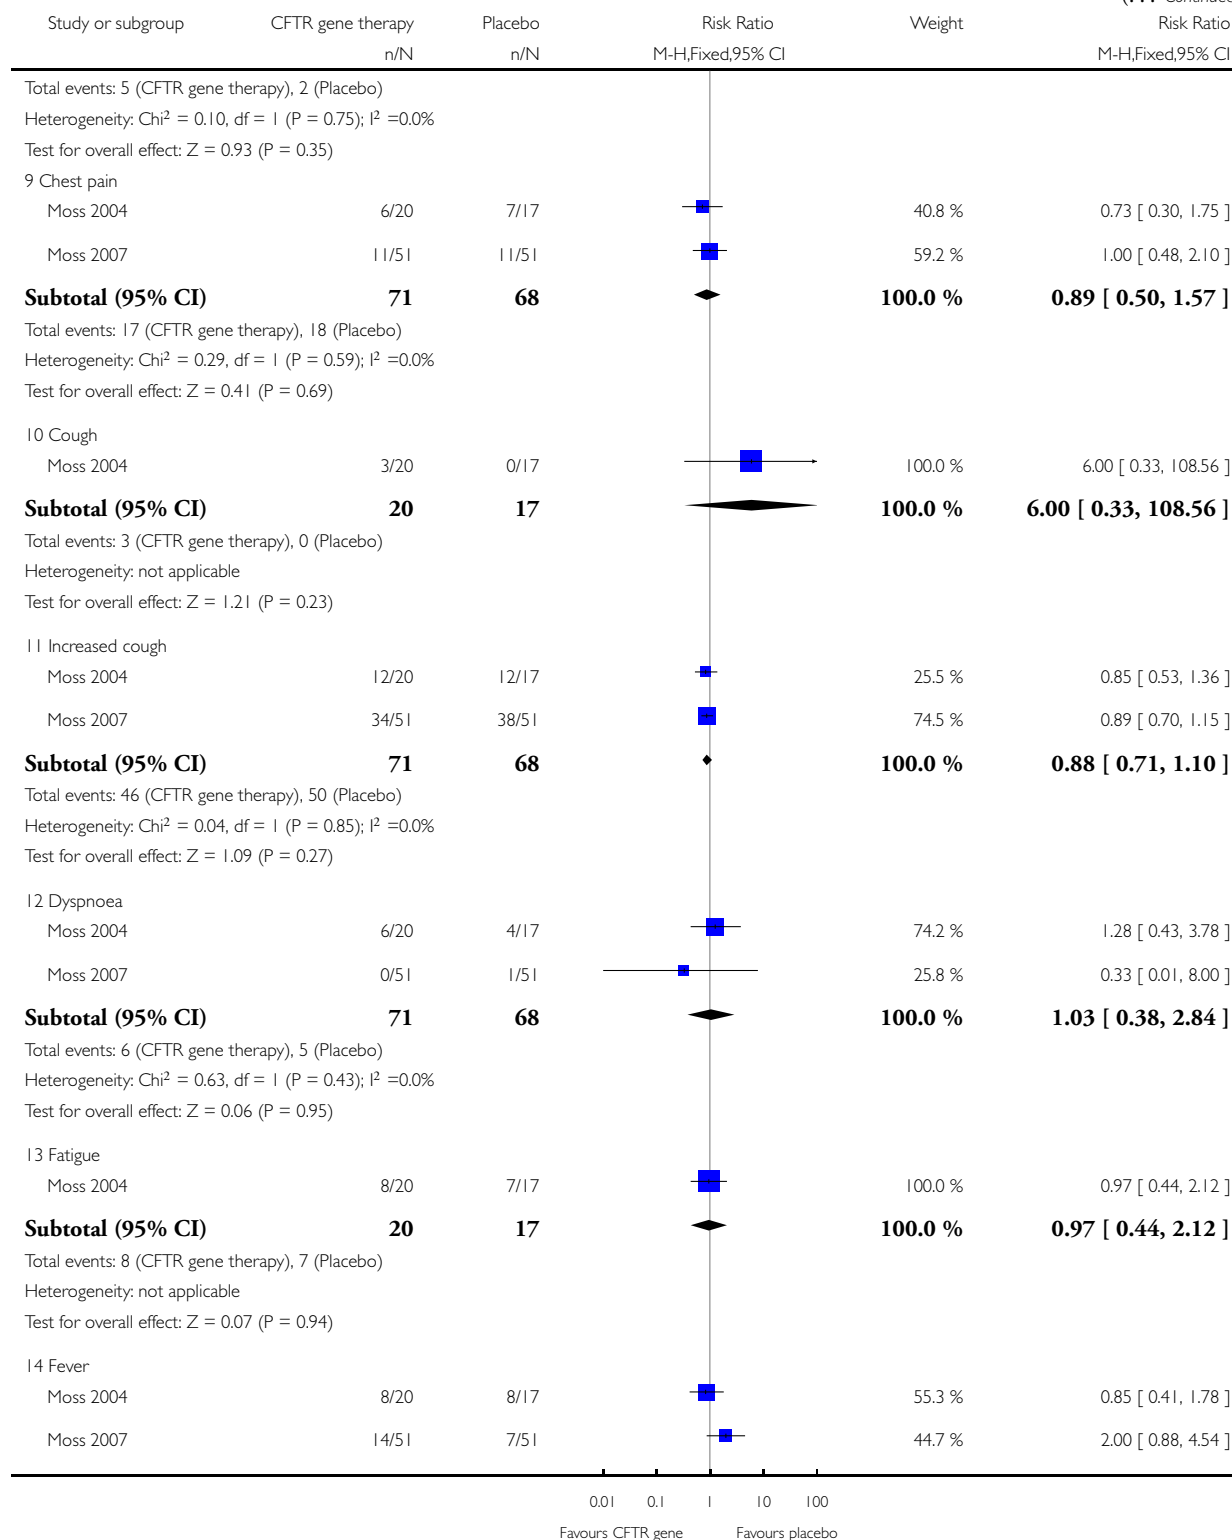 Study or subgroup CFTR gene therapy Placebo Risk Ratio Weight Risk Ratio
n/N n/N M-H,Fixed,95% CI M-H,Fixed,95% CI
Total events: 5 (CFTR gene therapy), 2 (Placebo)
Heterogeneity: Chi² = 0.10, df = 1 (P = 0.75); I² =0.0%
Test for overall effect: Z = 0.93 (P = 0.35)
9 Chest pain
Moss 2004 6/20 7/17 40.8 % 0.73 [ 0.30, 1.75 ]
Moss 2007 11/51 11/51 59.2 % 1.00 [ 0.48, 2.10 ]
Subtotal (95% CI) 71 68 100.0 % 0.89 [ 0.50, 1.57 ]
Total events: 17 (CFTR gene therapy), 18 (Placebo)
Heterogeneity: Chi² = 0.29, df = 1 (P = 0.59); I² =0.0%
Test for overall effect: Z = 0.41 (P = 0.69)
10 Cough
Moss 2004 3/20 0/17 100.0 % 6.00 [ 0.33, 108.56 ]
Subtotal (95% CI) 20 17 100.0 % 6.00 [ 0.33, 108.56 ]
Total events: 3 (CFTR gene therapy), 0 (Placebo)
Heterogeneity: not applicable
Test for overall effect: Z = 1.21 (P = 0.23)
11 Increased cough
Moss 2004 12/20 12/17 25.5 % 0.85 [ 0.53, 1.36 ]
Moss 2007 34/51 38/51 74.5 % 0.89 [ 0.70, 1.15 ]
Subtotal (95% CI) 71 68 100.0 % 0.88 [ 0.71, 1.10 ]
Total events: 46 (CFTR gene therapy), 50 (Placebo)
Heterogeneity: Chi² = 0.04, df = 1 (P = 0.85); I² =0.0%
Test for overall effect: Z = 1.09 (P = 0.27)
12 Dyspnoea
Moss 2004 6/20 4/17 74.2 % 1.28 [ 0.43, 3.78 ]
Moss 2007 0/51 1/51 25.8 % 0.33 [ 0.01, 8.00 ]
Subtotal (95% CI) 71 68 100.0 % 1.03 [ 0.38, 2.84 ]
Total events: 6 (CFTR gene therapy), 5 (Placebo)
Heterogeneity: Chi² = 0.63, df = 1 (P = 0.43); I² =0.0%
Test for overall effect: Z = 0.06 (P = 0.95)
13 Fatigue
Moss 2004 8/20 7/17 100.0 % 0.97 [ 0.44, 2.12 ]
Subtotal (95% CI) 20 17 100.0 % 0.97 [ 0.44, 2.12 ]
Total events: 8 (CFTR gene therapy), 7 (Placebo)
Heterogeneity: not applicable
Test for overall effect: Z = 0.07 (P = 0.94)
14 Fever
Moss 2004 8/20 8/17 55.3 % 0.85 [ 0.41, 1.78 ]
Moss 2007 14/51 7/51 44.7 % 2.00 [ 0.88, 4.54 ]
0.01 0.1 1 10 100
Favours CFTR gene Favours placebo